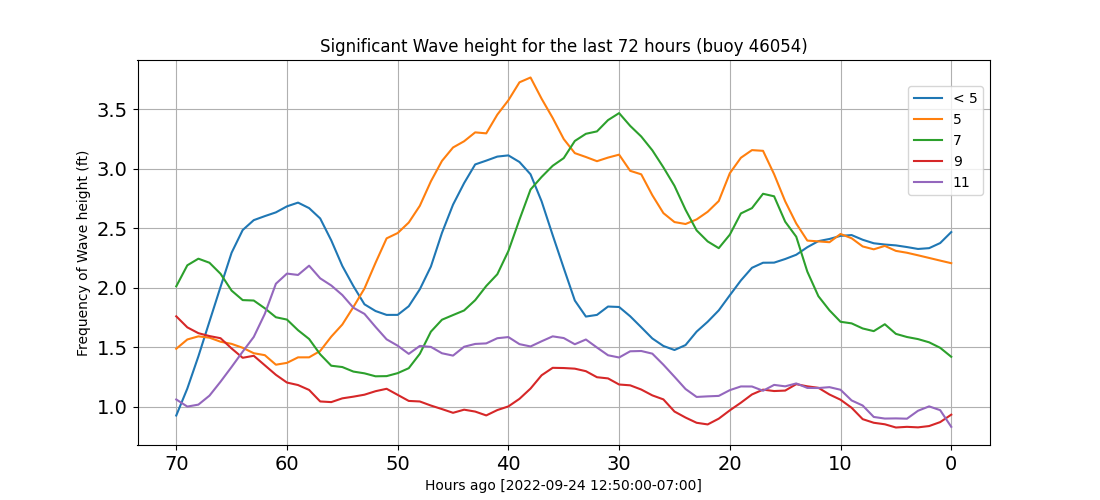 Significant Wave height for the last 72 hours (buoy 46054)
Frequency of Wave height (ft)
3.5
3.0
2.5
2.0
1.5
1.0
< 5
5
7
9
11
70 60 50 40 30 20 10 0
Hours ago [2022-09-24 12:50:00-07:00]